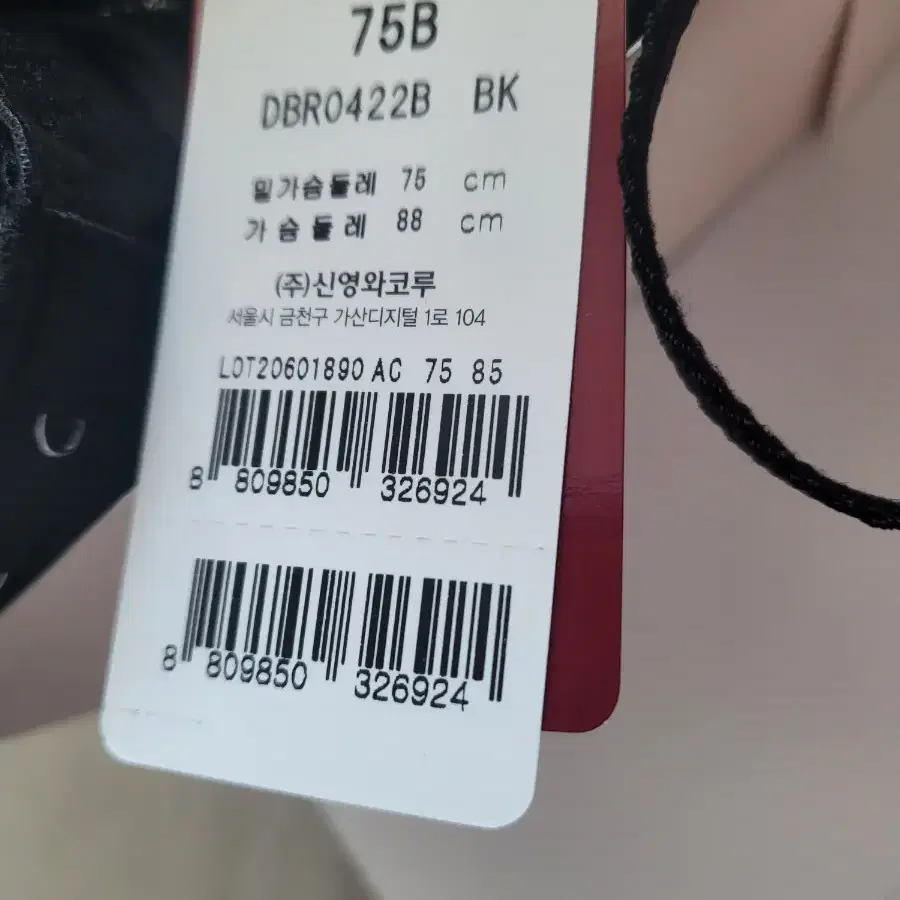 75B
DBR0422B BK
밑가슴둘레 75 cm
가슴둘레 88 cm
(주)신영와코루
서울시 금천구 가산디지털 1로 104
LOT20601890 AC 75 85
8 809850 326924
8 809850 326924